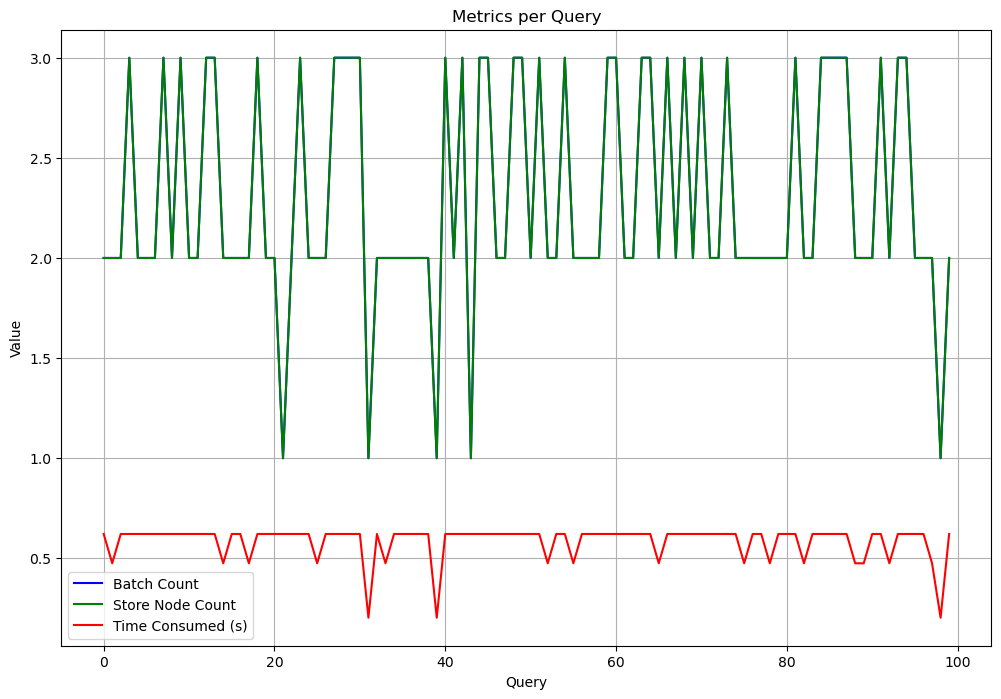 Metrics per Query
Value
3.0
2.5
2.0
1.5
1.0
0.5
Batch Count
Store Node Count
Time Consumed (s)
0
20
40
60
80
100
Query